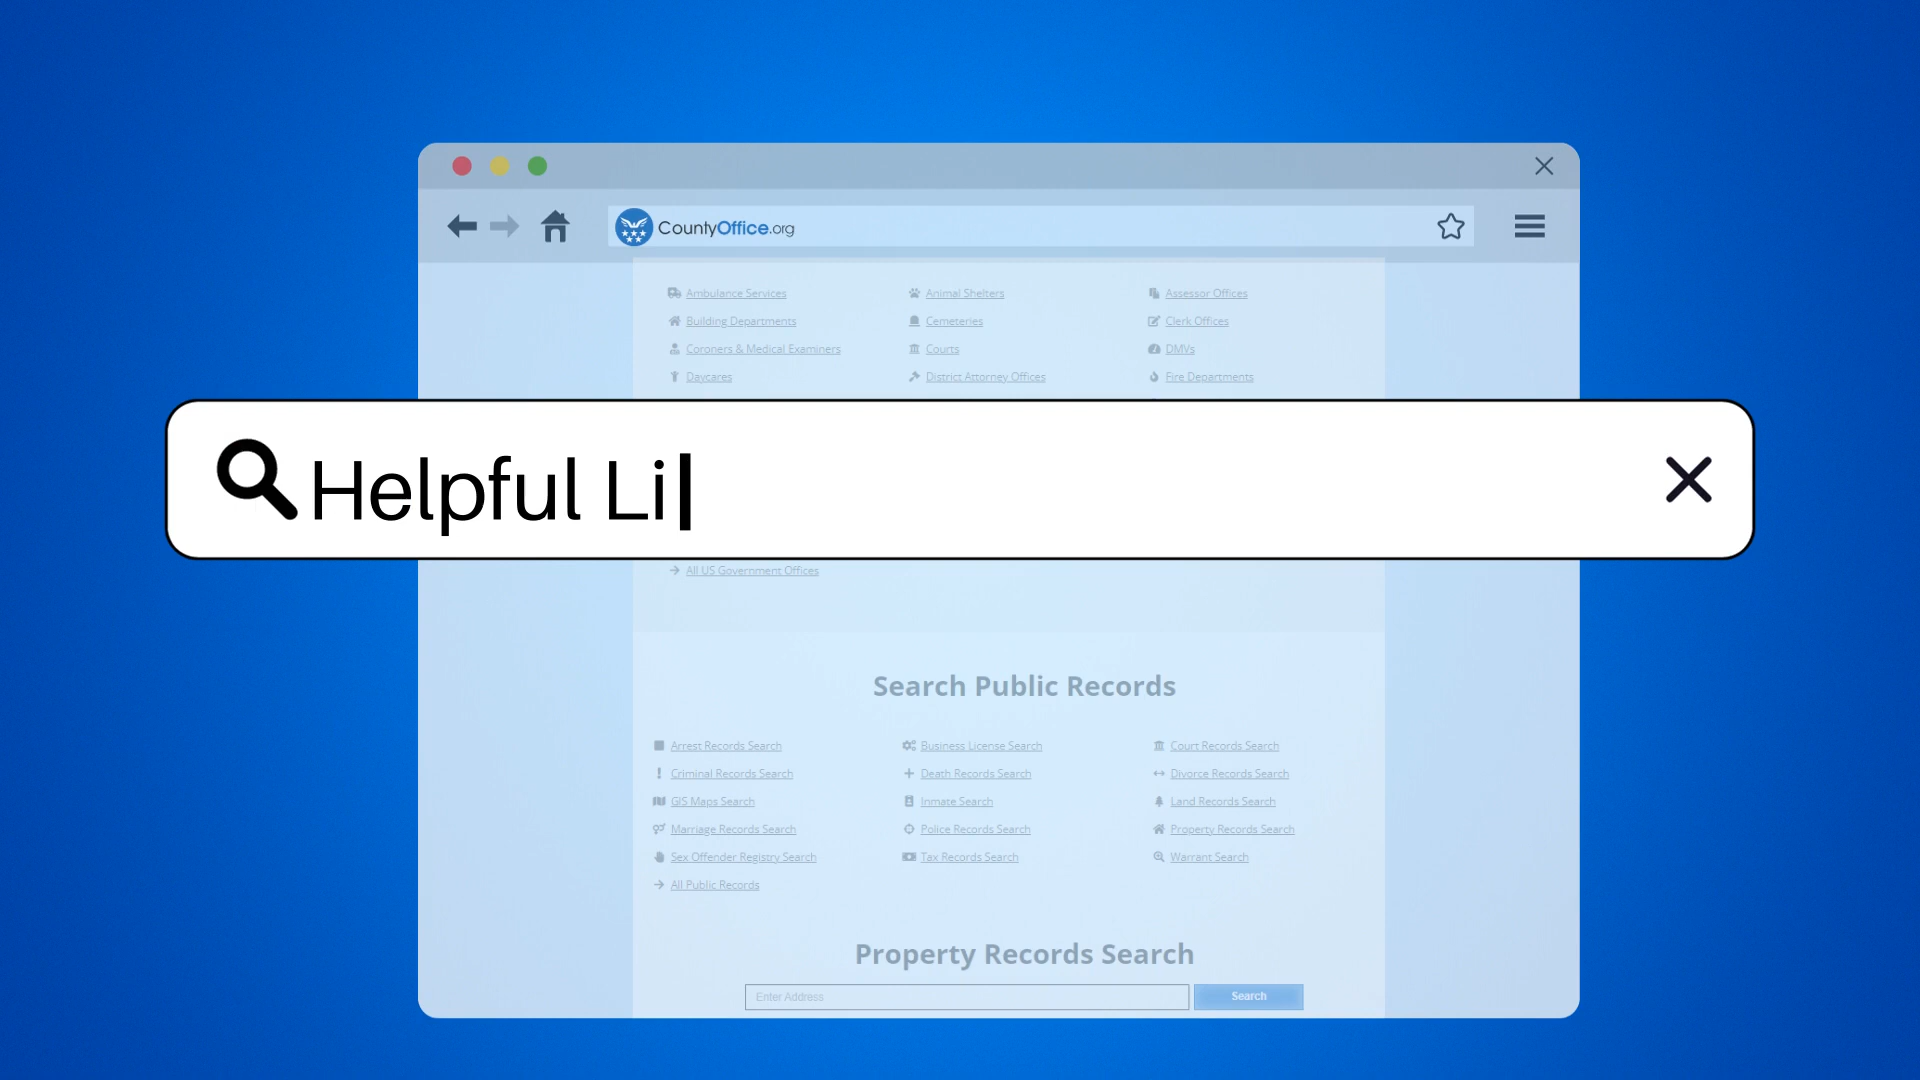 CountyOffice.org
Ambulance Services Animal Shelters Assessor Offices
Building Departments Cemeteries Clerk Offices
Coroners & Medical Examiners Courts DMVs
Daycares District Attorney Offices Fire Departments
Helpful Li
All US Government Offices
Search Public Records
Arrest Records Search Business License Search Court Records Search
Criminal Records Search Death Records Search Divorce Records Search
GIS Maps Search Inmate Search Land Records Search
Marriage Records Search Police Records Search Property Records Search
Sex Offender Registry Search Tax Records Search Warrant Search
All Public Records
Property Records Search
Enter Address Search